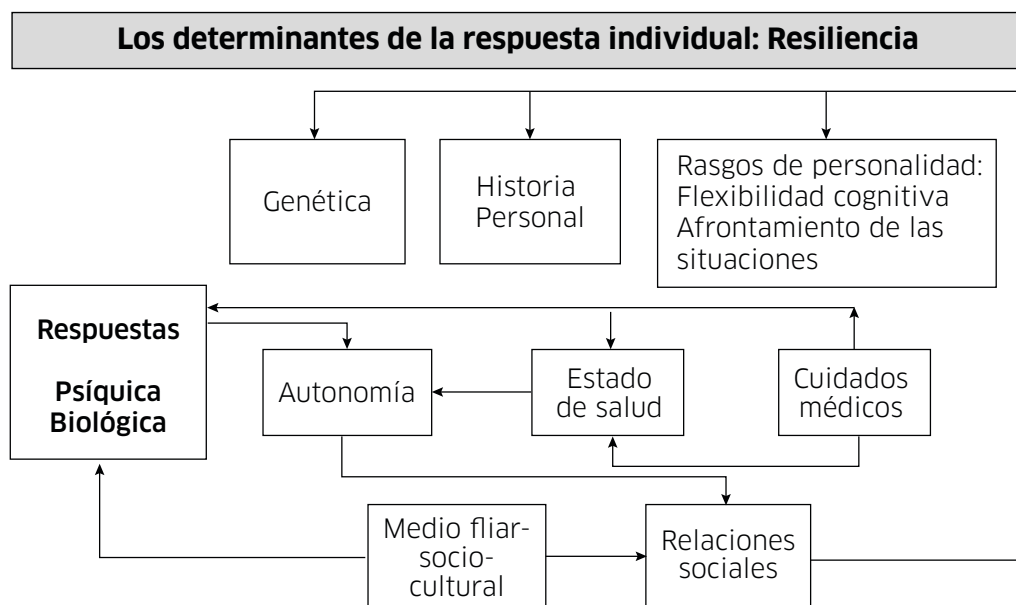 Los determinantes de la respuesta individual: Resiliencia
Genética
Historia
Personal
Rasgos de personalidad:
Flexibilidad cognitiva
Afrontamiento de las
situaciones
Respuestas
Psíquica
Biológica
Autonomía
Estado
de salud
Cuidados
médicos
Medio fliar-
socio-
cultural
Relaciones
sociales